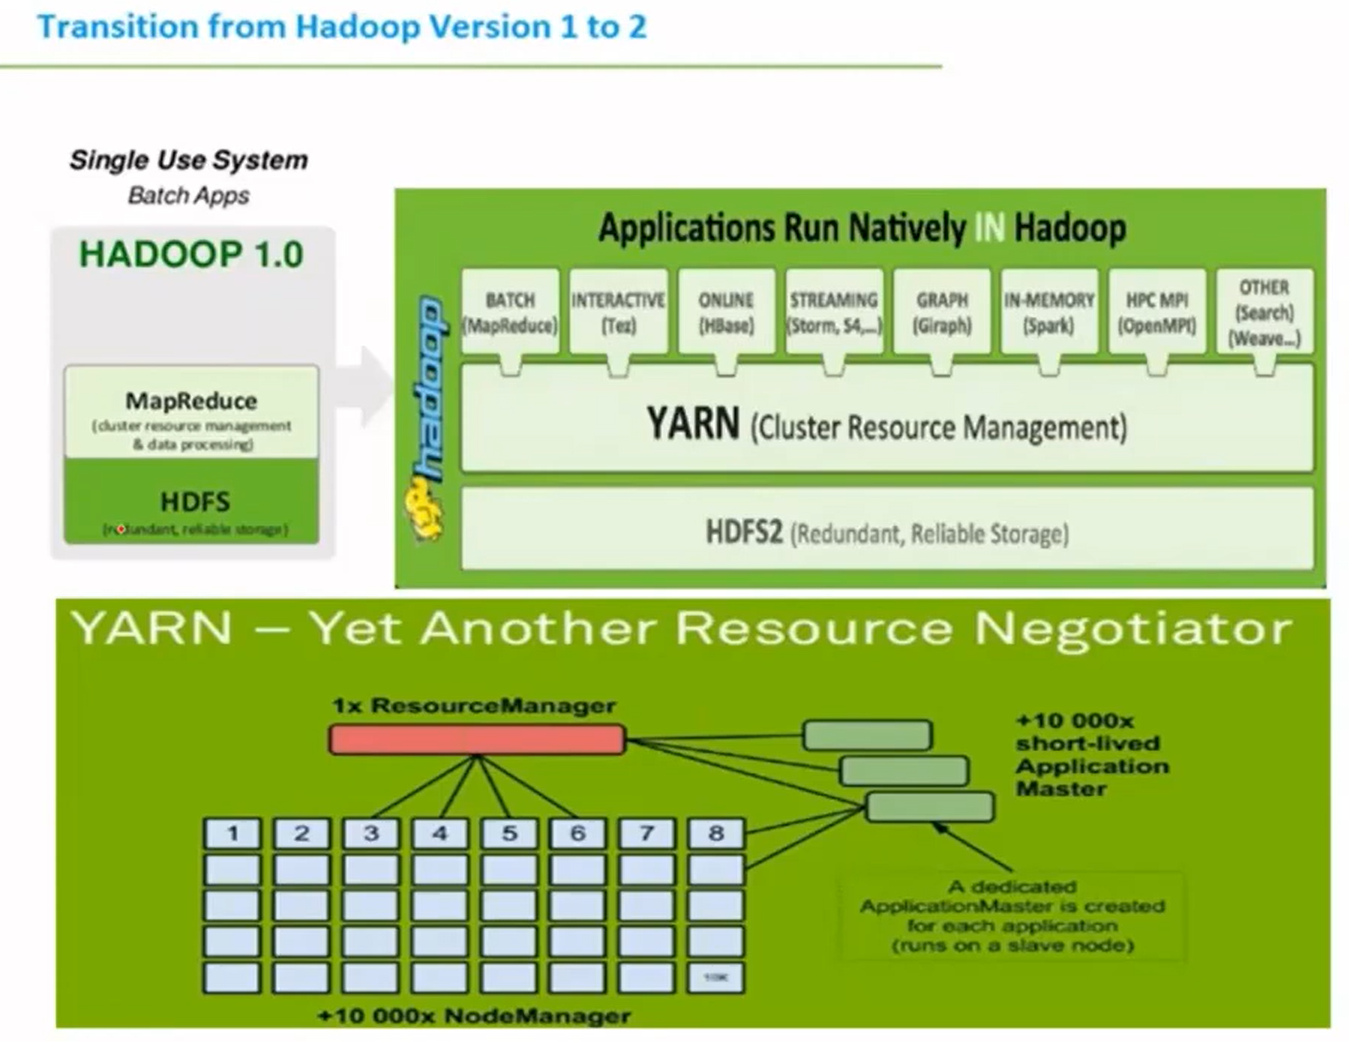 Transition from Hadoop Version 1 to 2
Single Use System
Batch Apps
HADOOP 1.0
MapReduce
(cluster resource management
& data processing)
HDFS
(redundant, reliable storage)
hadoop
Applications Run Natively IN Hadoop
BATCH
(MapReduce)
INTERACTIVE
(Tez)
ONLINE
(HBase)
STREAMING
(Storm, S4,...)
GRAPH
(Giraph)
IN-MEMORY
(Spark)
HPC MPI
(OpenMPI)
OTHER
(Search)
(Weave...)
YARN (Cluster Resource Management)
HDFS2 (Redundant, Reliable Storage)
YARN – Yet Another Resource Negotiator
1x ResourceManager
+10 000x
short-lived
Application
Master
1 2 3 4 5 6 7 8
10K
A dedicated
ApplicationMaster is created
for each application
(runs on a slave node)
+10 000x NodeManager